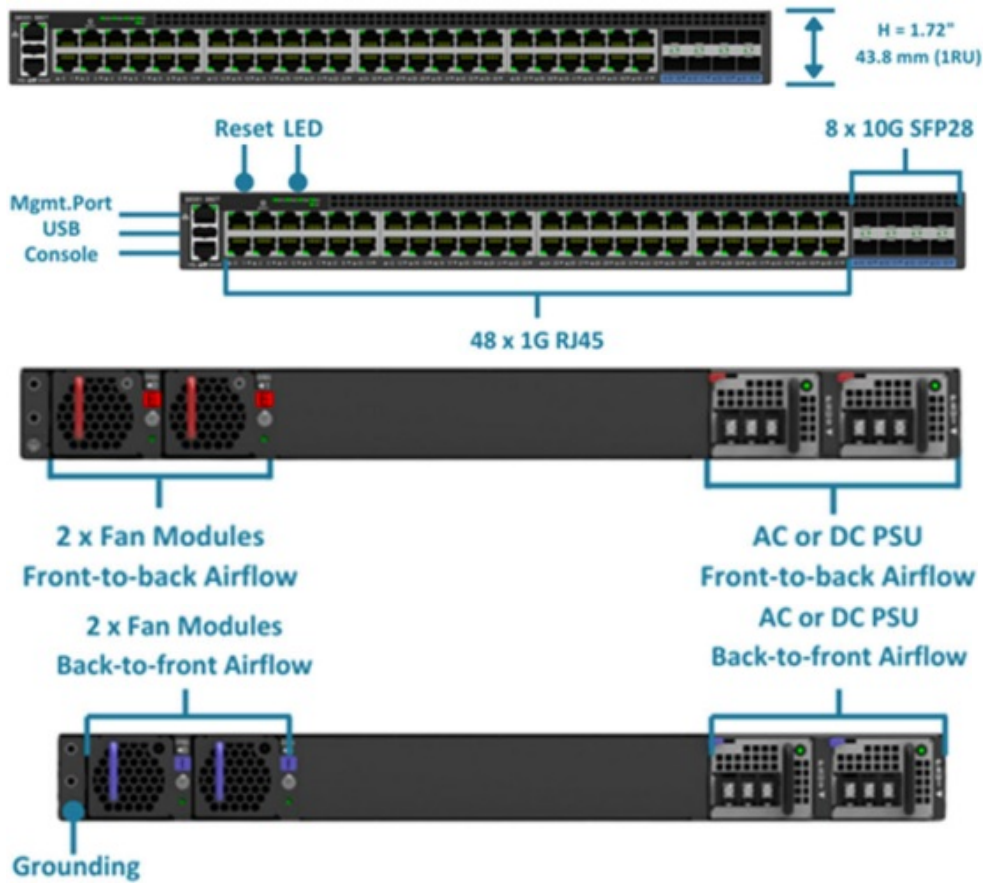 H = 1.72"
43.8 mm (1RU)
Reset LED
8 x 10G SFP28
Mgmt.Port
USB
Console
48 x 1G RJ45
2 x Fan Modules
Front-to-back Airflow
AC or DC PSU
Front-to-back Airflow
2 x Fan Modules
Back-to-front Airflow
AC or DC PSU
Back-to-front Airflow
Grounding